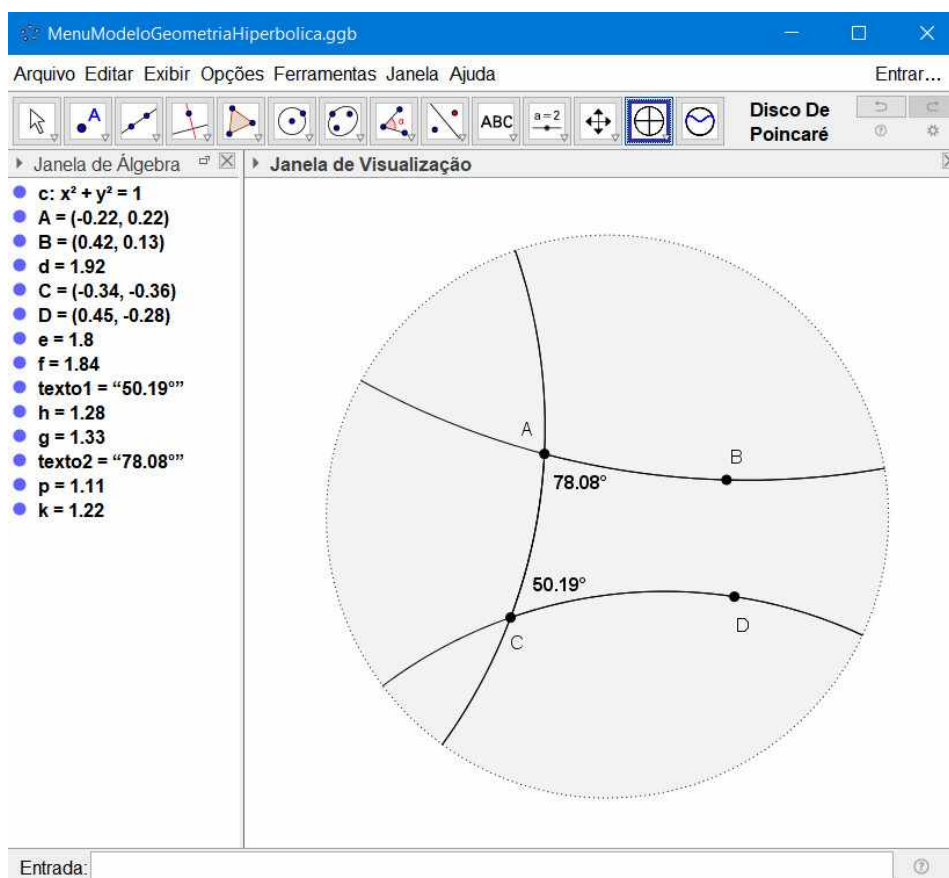 MenuModeloGeometriaHiperbolica.ggb
Arquivo Editar Exibir Opções Ferramentas Janela Ajuda Entrar...
A ABC a = 2 Disco De
Poincaré
Janela de Álgebra
Janela de Visualização
c: x² + y² = 1
A = (-0.22, 0.22)
B = (0.42, 0.13)
d = 1.92
C = (-0.34, -0.36)
D = (0.45, -0.28)
e = 1.8
f = 1.84
texto1 = “50.19°”
h = 1.28
g = 1.33
texto2 = “78.08°”
p = 1.11
k = 1.22
A
B
78.08°
50.19°
C
D
Entrada: